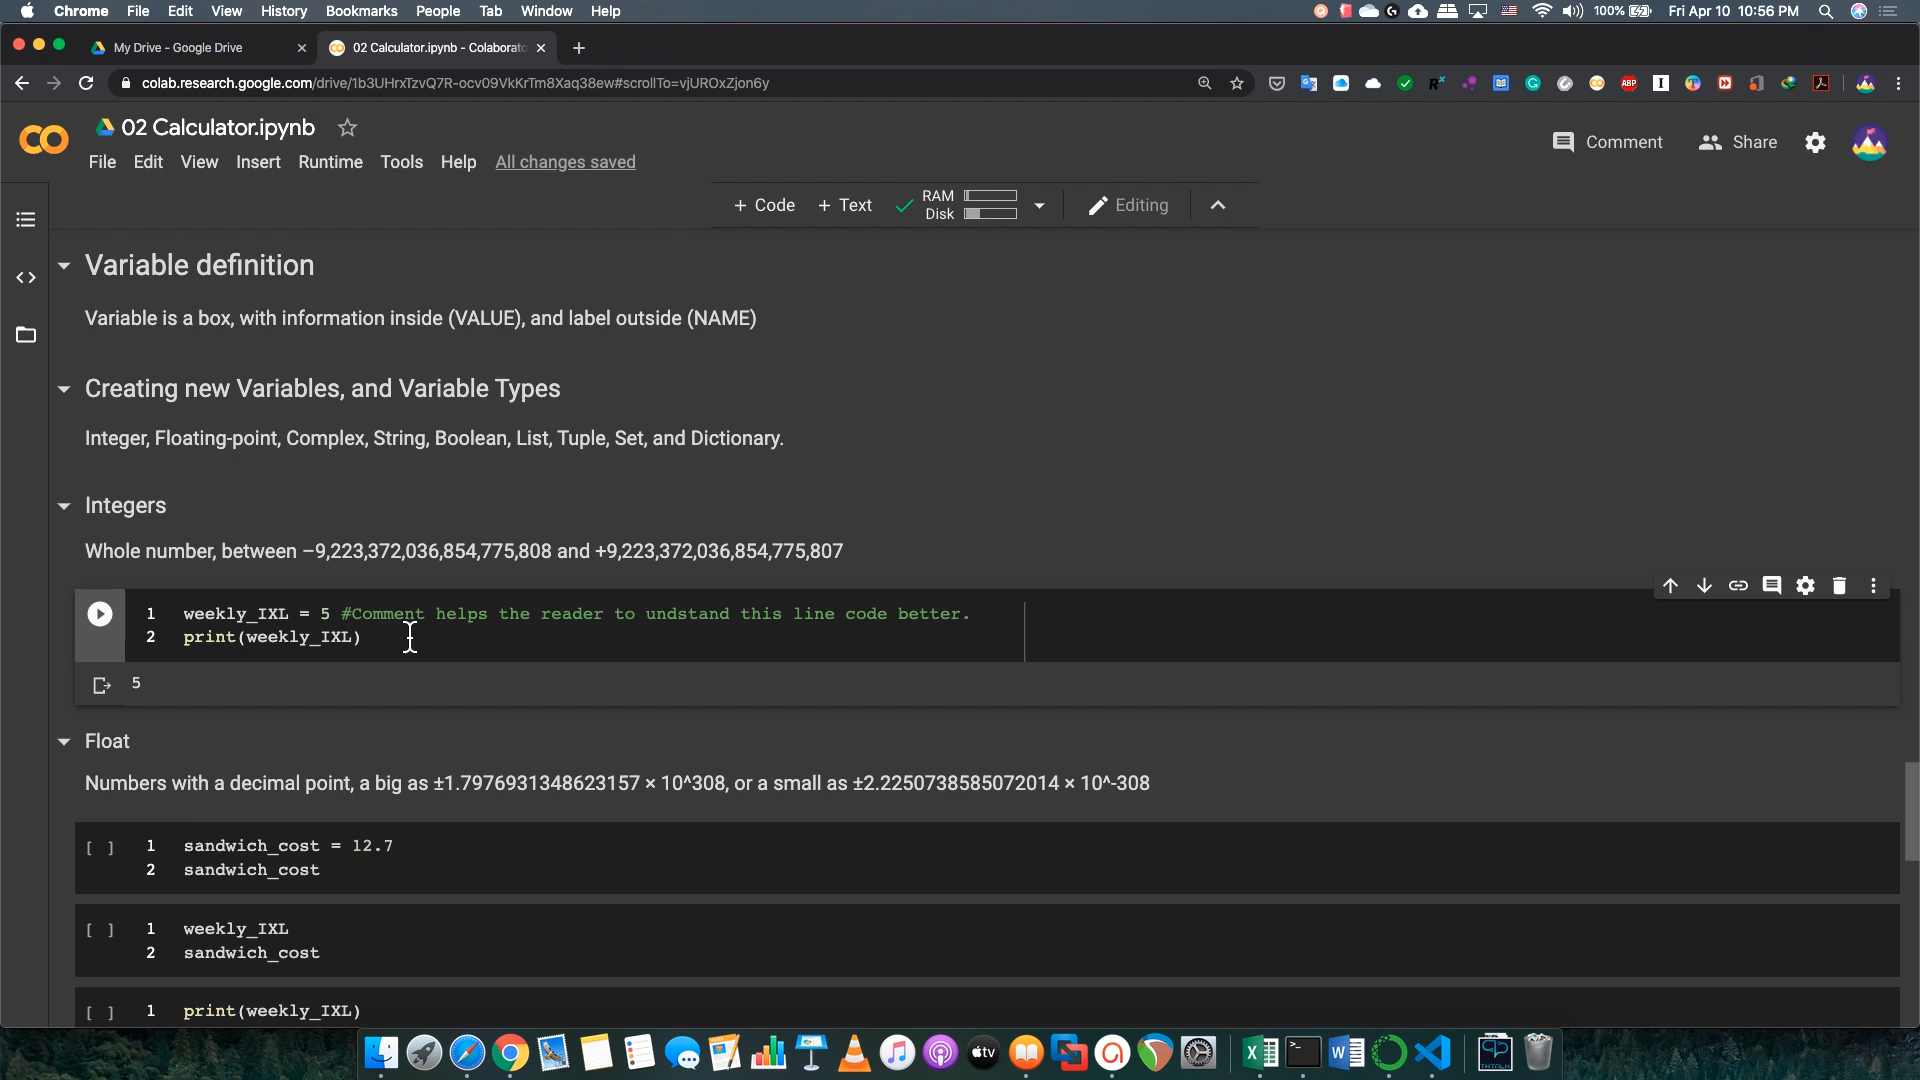 Chrome File Edit View History Bookmarks People Tab Window Help
100% Fri Apr 10 10:56 PM
My Drive - Google Drive
02 Calculator.ipynb - Colaborato
colab.research.google.com/drive/1b3UHrxTzvQ7R-ocv09VkKrTm8Xaq38ew#scrollTo=vjUROxZjon6y
02 Calculator.ipynb
Comment Share
File Edit View Insert Runtime Tools Help All changes saved
+ Code + Text RAM Disk Editing
Variable definition
Variable is a box, with information inside (VALUE), and label outside (NAME)
Creating new Variables, and Variable Types
Integer, Floating-point, Complex, String, Boolean, List, Tuple, Set, and Dictionary.
Integers
Whole number, between –9,223,372,036,854,775,808 and +9,223,372,036,854,775,807
1 weekly_IXL = 5 #Comment helps the reader to undstand this line code better.
2 print(weekly_IXL)
5
Float
Numbers with a decimal point, a big as ±1.7976931348623157 × 10^308, or a small as ±2.2250738585072014 × 10^-308
[ ] 1 sandwich_cost = 12.7
2 sandwich_cost
[ ] 1 weekly_IXL
2 sandwich_cost
[ ] 1 print(weekly_IXL)